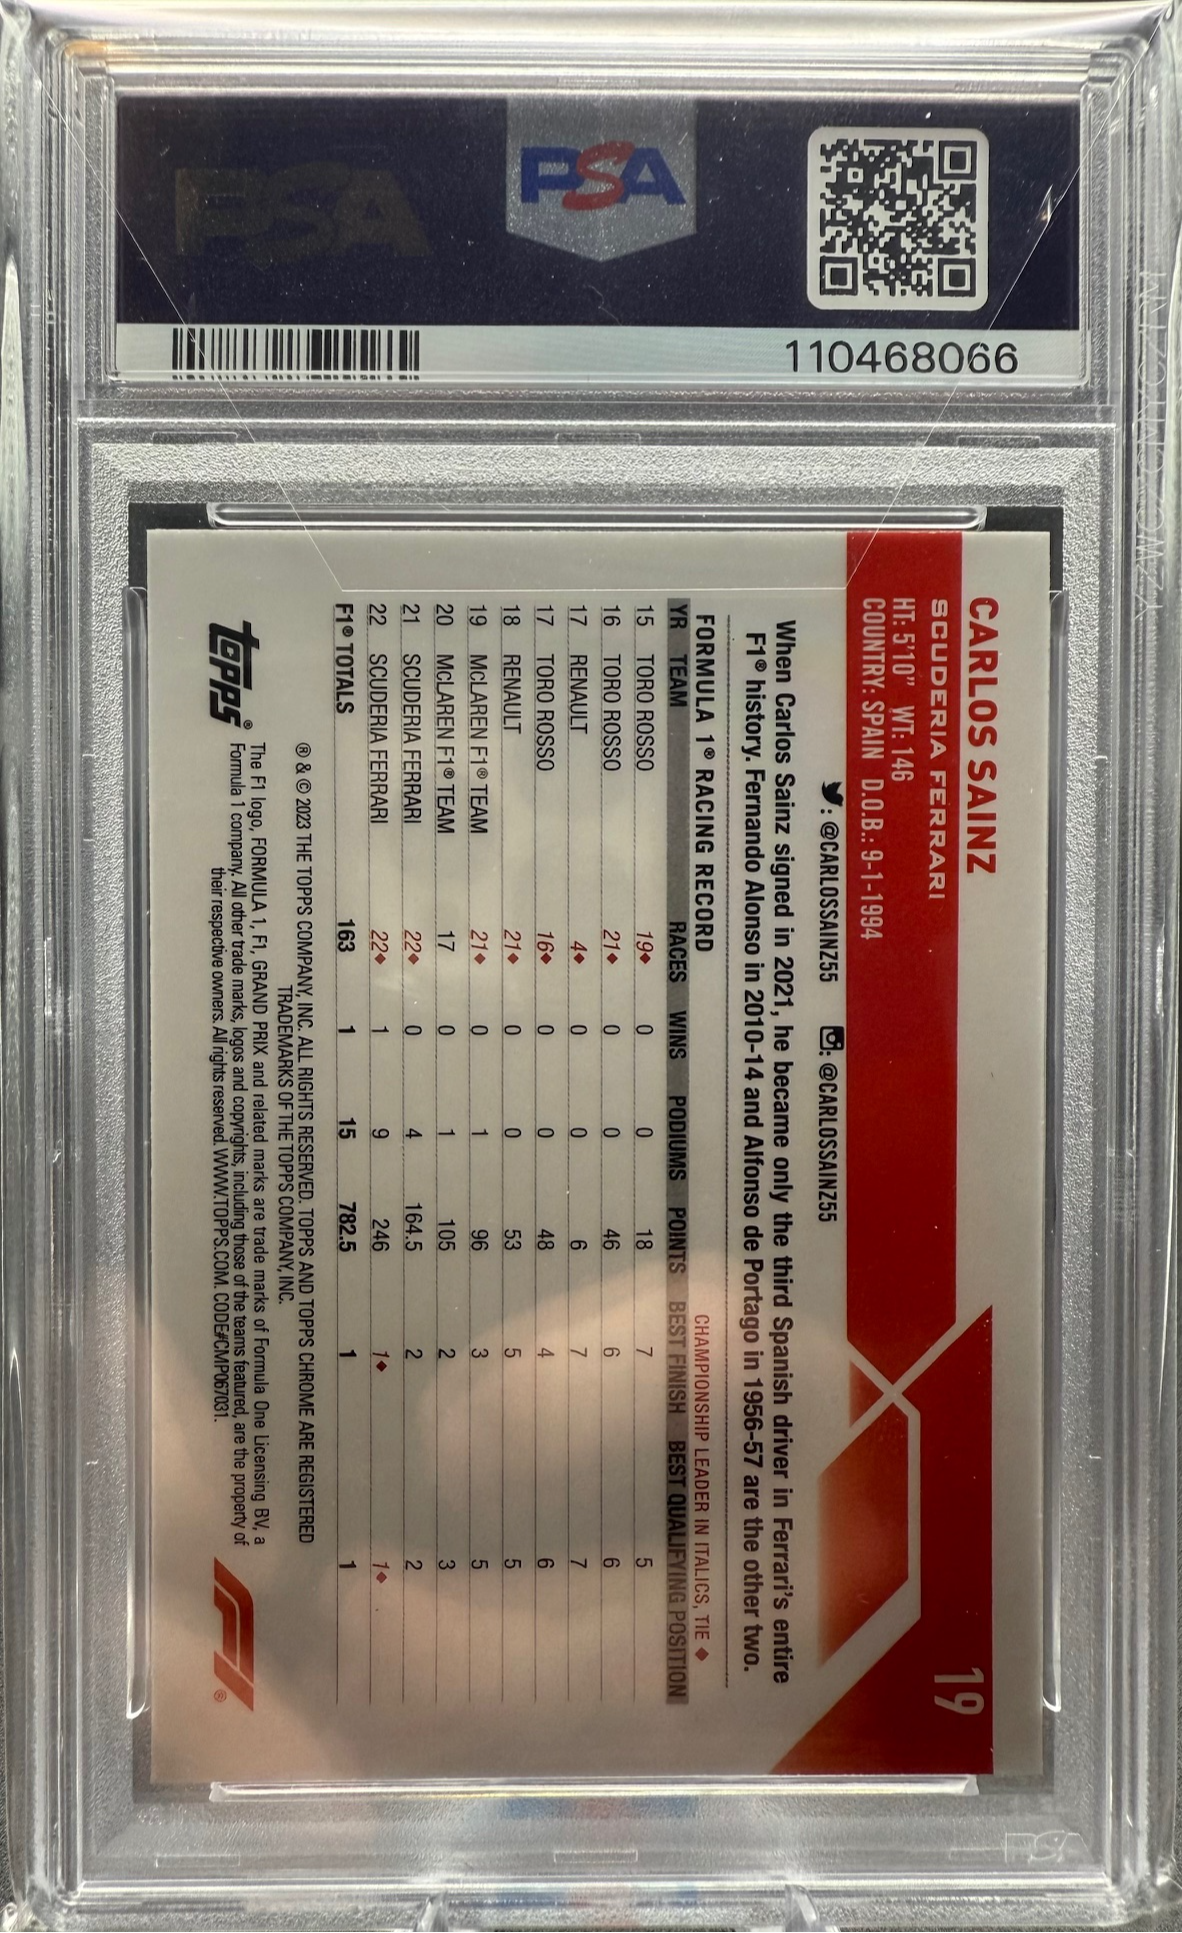 PSA
PSA
110468066
CARLOS SAINZ
19
SCUDERIA FERRARI
HT: 5'10" WT: 146
COUNTRY: SPAIN D.O.B.: 9-1-1994
: @CARLOSSAINZ55 : @CARLOSSAINZ55
When Carlos Sainz signed in 2021, he became only the third Spanish driver in Ferrari's entire
F1® history. Fernando Alonso in 2010-14 and Alfonso de Portago in 1956-57 are the other two.
FORMULA 1® RACING RECORD CHAMPIONSHIP LEADER IN ITALICS, TIE ♦
YR TEAM RACES WINS PODIUMS POINTS BEST FINISH BEST QUALIFYING POSITION
15 TORO ROSSO 19♦ 0 0 18 7 5
16 TORO ROSSO 21♦ 0 0 46 6 6
17 RENAULT 4♦ 0 0 6 7 7
17 TORO ROSSO 16♦ 0 0 48 4 6
18 RENAULT 21♦ 0 0 53 5 5
19 McLAREN F1® TEAM 21♦ 0 1 96 3 5
20 McLAREN F1® TEAM 17 0 1 105 2 3
21 SCUDERIA FERRARI 22♦ 0 4 164.5 2 2
22 SCUDERIA FERRARI 22♦ 1 9 246 1♦ 1♦
F1® TOTALS 163 1 15 782.5 1 1
® & © 2023 THE TOPPS COMPANY, INC. ALL RIGHTS RESERVED. TOPPS AND TOPPS CHROME ARE REGISTERED
TRADEMARKS OF THE TOPPS COMPANY, INC.
The F1 logo, FORMULA 1, F1, GRAND PRIX and related marks are trade marks of Formula One Licensing BV, a
Formula 1 company. All other trade marks, logos and copyrights, including those of the teams featured, are the property of
their respective owners. All rights reserved. WWW.TOPPS.COM. CODE#CMP067031.
topps®
F1®
PSA